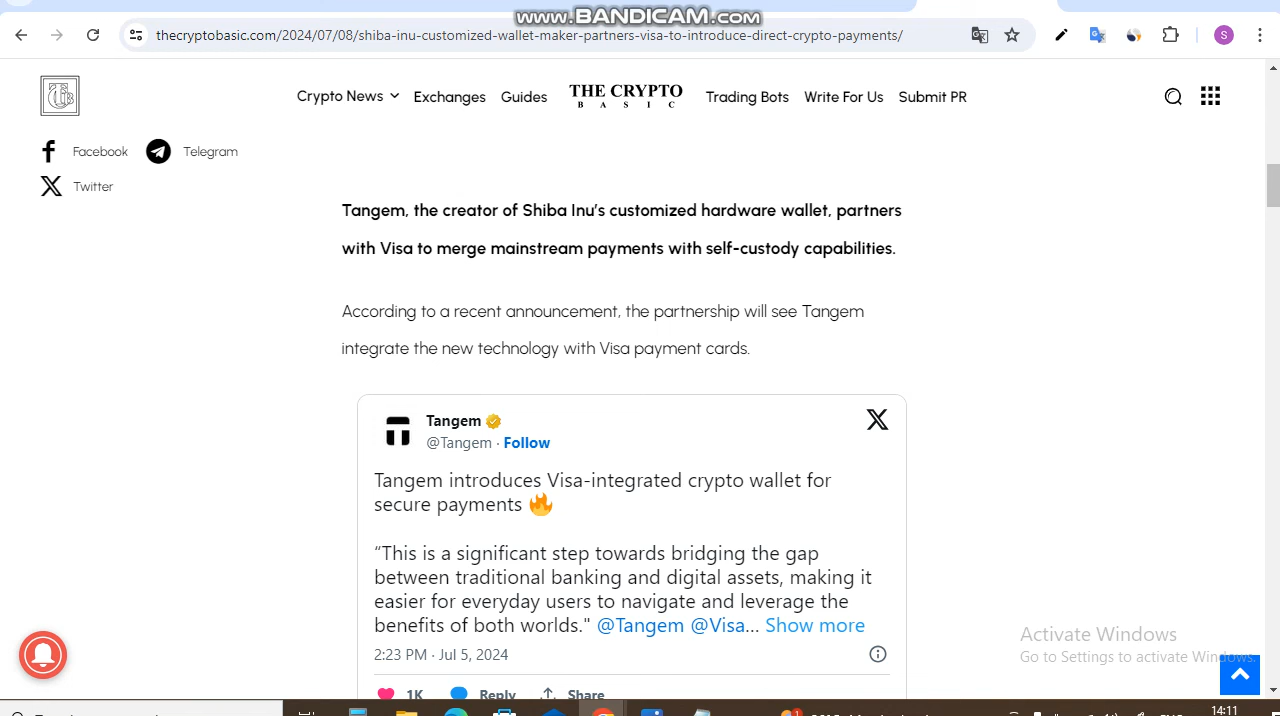 www.BANDICAM.com
thecryptobasic.com/2024/07/08/shiba-inu-customized-wallet-maker-partners-visa-to-introduce-direct-crypto-payments/
S
Crypto News Exchanges Guides THE CRYPTO BASIC Trading Bots Write For Us Submit PR
Facebook Telegram
Twitter
Tangem, the creator of Shiba Inu’s customized hardware wallet, partners
with Visa to merge mainstream payments with self-custody capabilities.
According to a recent announcement, the partnership will see Tangem
integrate the new technology with Visa payment cards.
Tangem
@Tangem · Follow
Tangem introduces Visa-integrated crypto wallet for
secure payments 🔥
“This is a significant step towards bridging the gap
between traditional banking and digital assets, making it
easier for everyday users to navigate and leverage the
benefits of both worlds." @Tangem @Visa… Show more
2:23 PM · Jul 5, 2024
1K Reply Share
Activate Windows
Go to Settings to activate Windows.
14:11